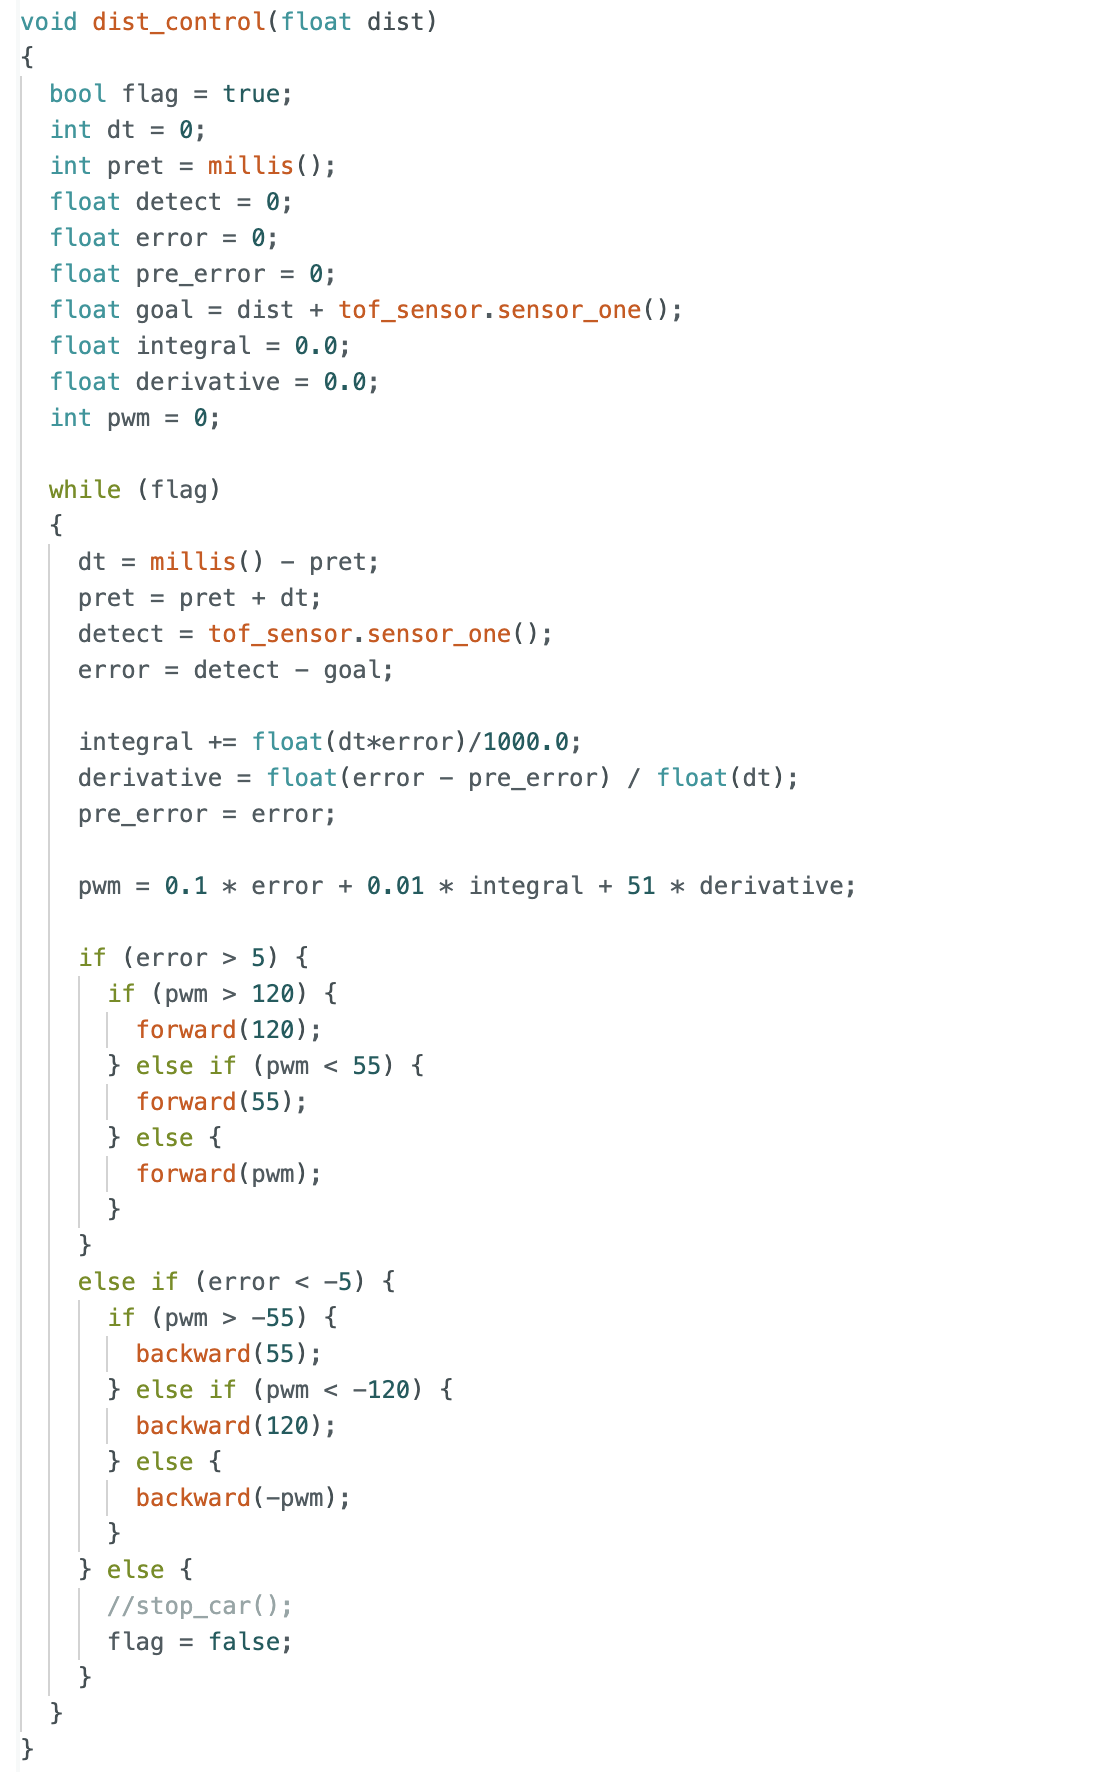 void dist_control(float dist)
{
  bool flag = true;
  int dt = 0;
  int pret = millis();
  float detect = 0;
  float error = 0;
  float pre_error = 0;
  float goal = dist + tof_sensor.sensor_one();
  float integral = 0.0;
  float derivative = 0.0;
  int pwm = 0;

  while (flag)
  {
    dt = millis() - pret;
    pret = pret + dt;
    detect = tof_sensor.sensor_one();
    error = detect - goal;

    integral += float(dt*error)/1000.0;
    derivative = float(error - pre_error) / float(dt);
    pre_error = error;

    pwm = 0.1 * error + 0.01 * integral + 51 * derivative;

    if (error > 5) {
      if (pwm > 120) {
        forward(120);
      } else if (pwm < 55) {
        forward(55);
      } else {
        forward(pwm);
      }
    }
    else if (error < -5) {
      if (pwm > -55) {
        backward(55);
      } else if (pwm < -120) {
        backward(120);
      } else {
        backward(-pwm);
      }
    } else {
      //stop_car();
      flag = false;
    }
  }
}